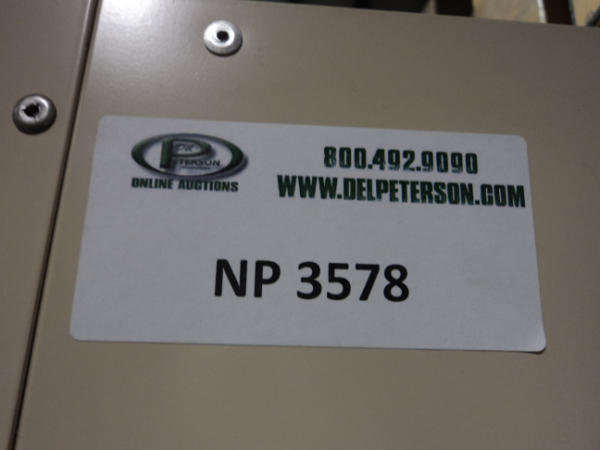 PETERSON
ONLINE AUCTIONS
800.492.9090
WWW.DELPETERSON.COM
NP 3578